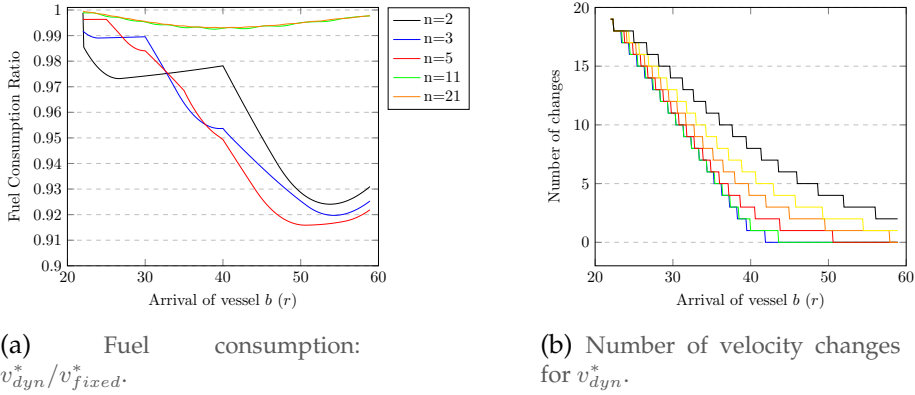 1
0.99
0.98
0.97
0.96
0.95
0.94
0.93
0.92
0.91
0.9
20 30 40 50 60
Fuel Consumption Ratio
Arrival of vessel b (r)
n=2
n=3
n=5
n=11
n=21
20
15
10
5
0
20 30 40 50 60
Number of changes
Arrival of vessel b (r)
(a) Fuel consumption:
v*dyn/v*fixed.
(b) Number of velocity changes
for v*dyn.